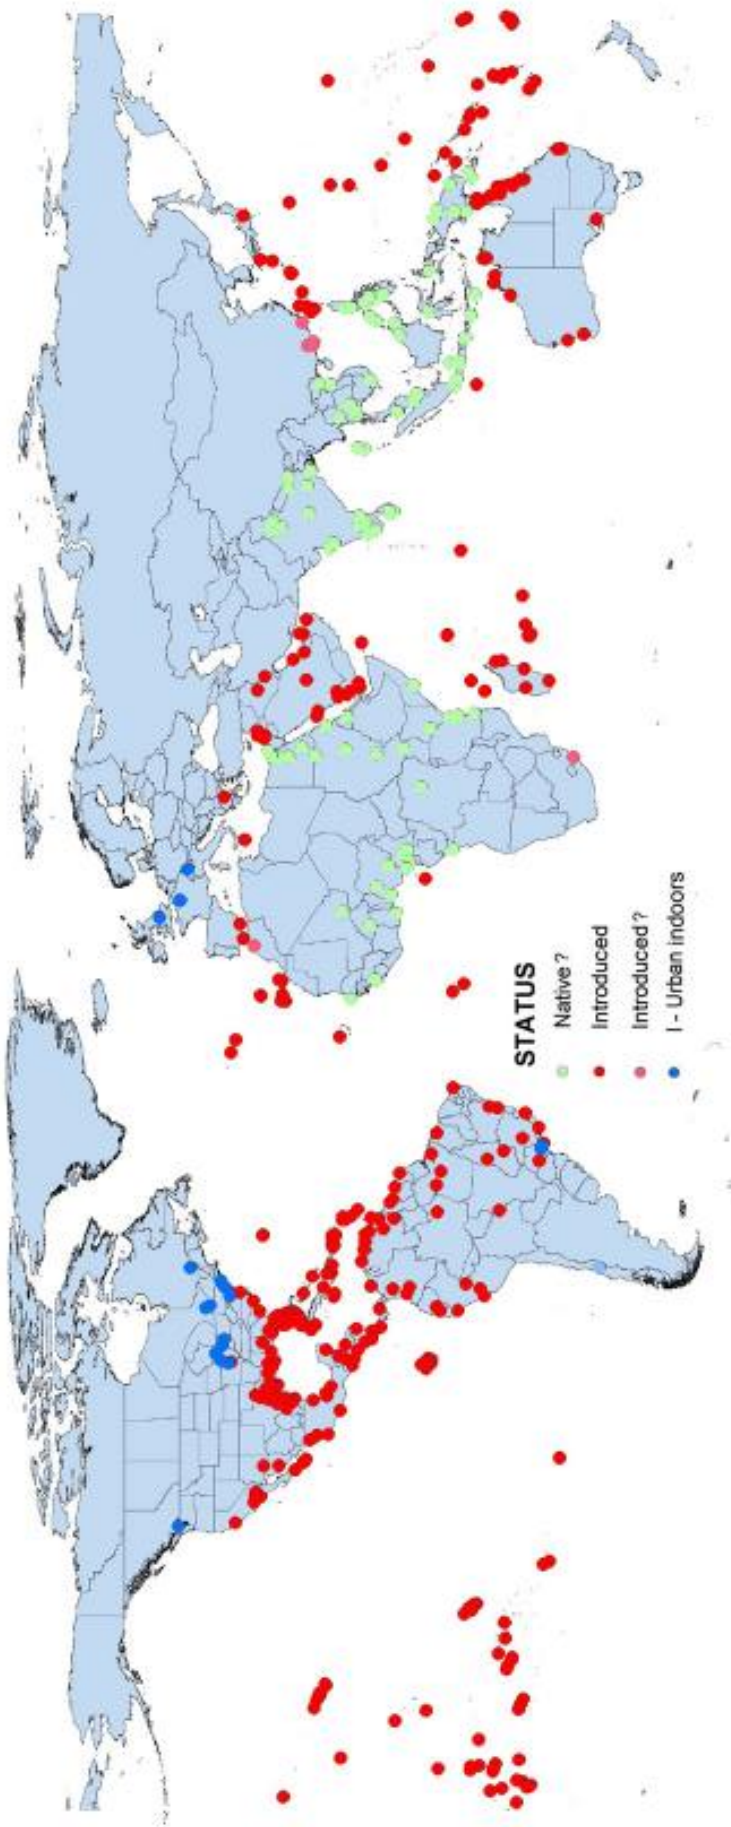 STATUS
Native ?
Introduced
Introduced ?
I - Urban indoors